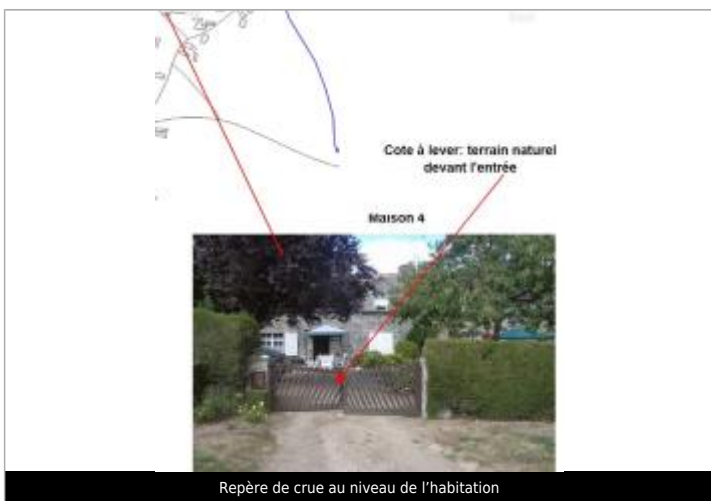 Cote à lever: terrain naturel
devant l'entrée
Maison 4
Repère de crue au niveau de l'habitation